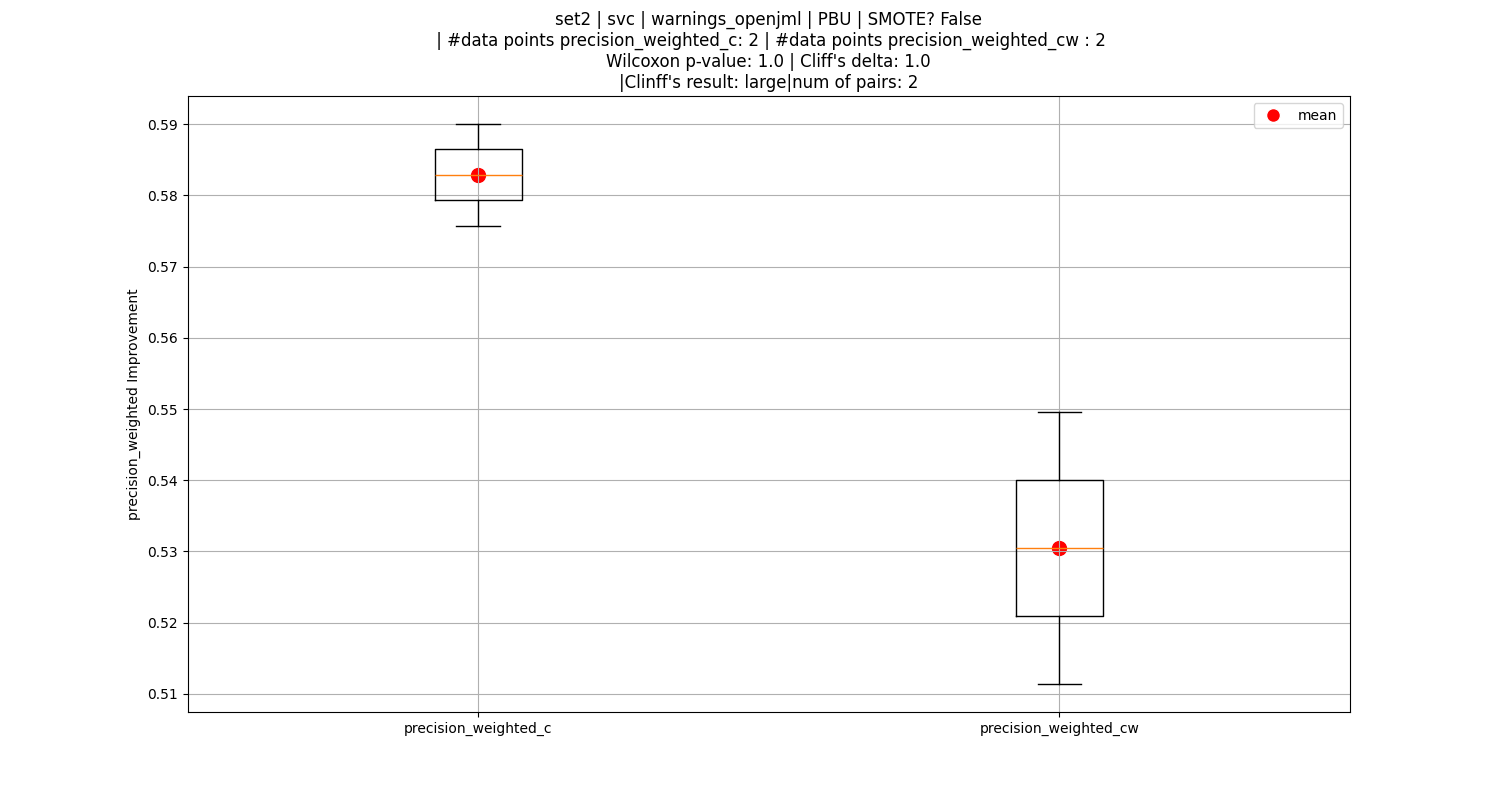 set2 | svc | warnings_openjml | PBU | SMOTE? False
| #data points precision_weighted_c: 2 | #data points precision_weighted_cw : 2
Wilcoxon p-value: 1.0 | Cliff's delta: 1.0
|Clinff's result: large|num of pairs: 2
mean
0.59
0.58
0.57
0.56
0.55
0.54
0.53
0.52
0.51
precision_weighted Improvement
precision_weighted_c
precision_weighted_cw